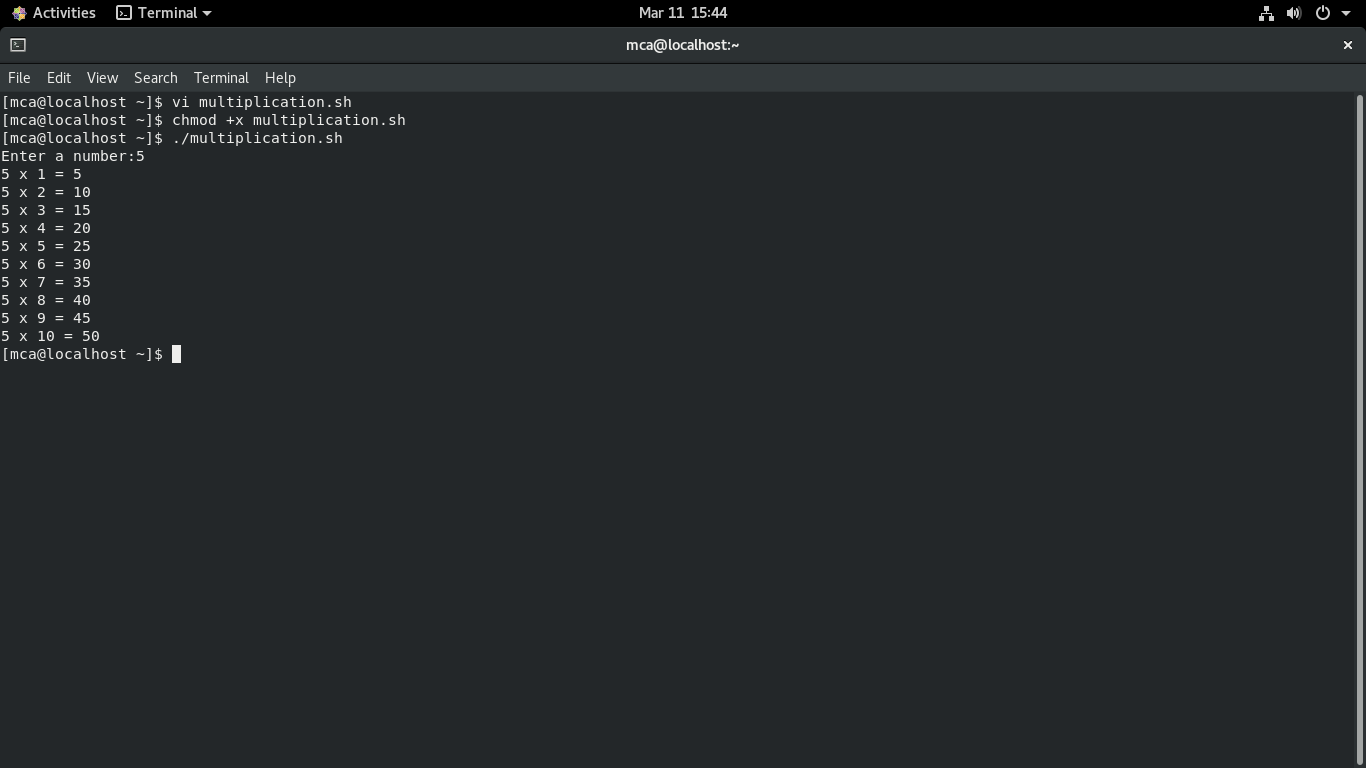 Activities Terminal Mar 11 15:44
mca@localhost:~
File Edit View Search Terminal Help
[mca@localhost ~]$ vi multiplication.sh
[mca@localhost ~]$ chmod +x multiplication.sh
[mca@localhost ~]$ ./multiplication.sh
Enter a number:5
5 x 1 = 5
5 x 2 = 10
5 x 3 = 15
5 x 4 = 20
5 x 5 = 25
5 x 6 = 30
5 x 7 = 35
5 x 8 = 40
5 x 9 = 45
5 x 10 = 50
[mca@localhost ~]$